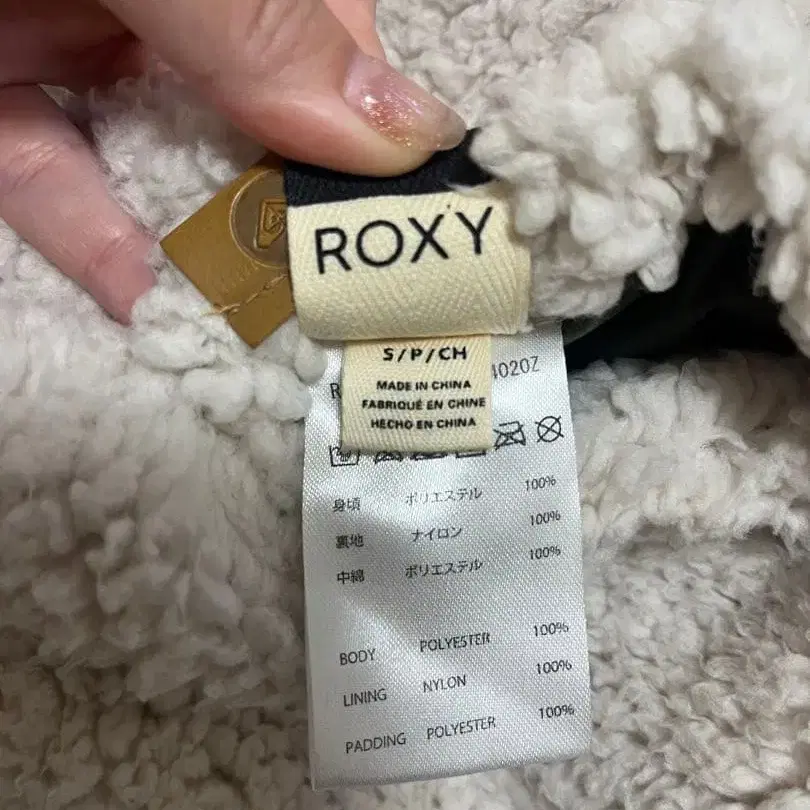 ROXY
S/P/CH
MADE IN CHINA
FABRIQUÉ EN CHINE
HECHO EN CHINA
4020Z
身頃 ポリエステル 100%
裏地 ナイロン 100%
中綿 ポリエステル 100%
BODY POLYESTER 100%
LINING NYLON 100%
PADDING POLYESTER 100%